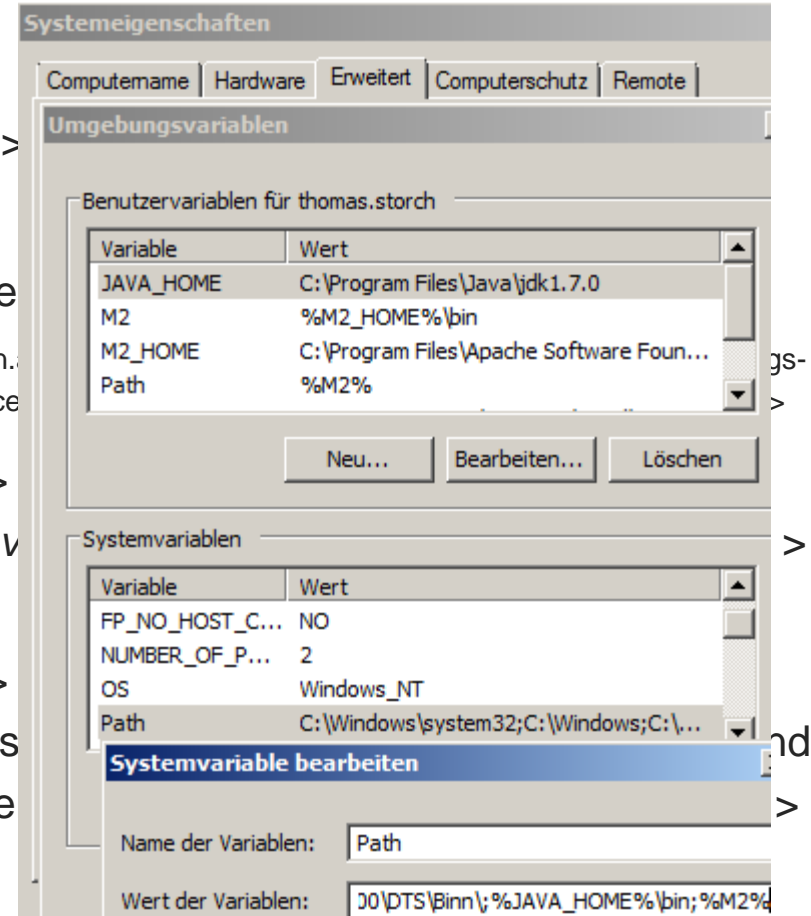 Systemeigenschaften
Computername Hardware Erweitert Computerschutz Remote
>
Umgebungsvariablen
Benutzervariablen für thomas.storch
Variable Wert
JAVA_HOME C:\Program Files\Java\jdk1.7.0
M2 %M2_HOME%\bin
M2_HOME C:\Program Files\Apache Software Foun...
gs-
Path %M2%
>
Neu... Bearbeiten... Löschen
Systemvariablen
>
Variable Wert
FP_NO_HOST_C... NO
NUMBER_OF_P... 2
OS Windows_NT
Path C:\Windows\system32;C:\Windows;C:\...
nd
Systemvariable bearbeiten
>
Name der Variablen: Path
Wert der Variablen: 00\DTS\Binn\;%JAVA_HOME%\bin;%M2%